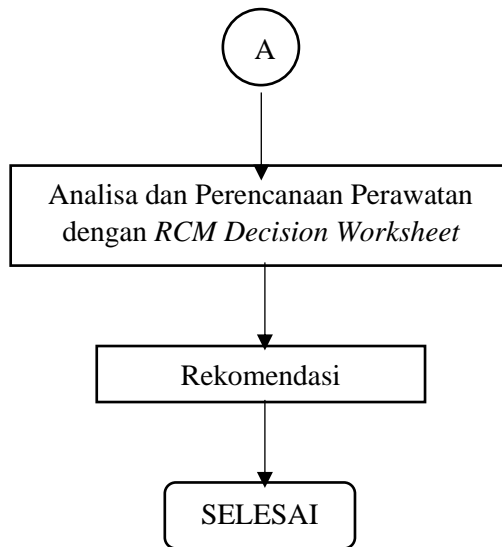 A
Analisa dan Perencanaan Perawatan
dengan RCM Decision Worksheet
Rekomendasi
SELESAI